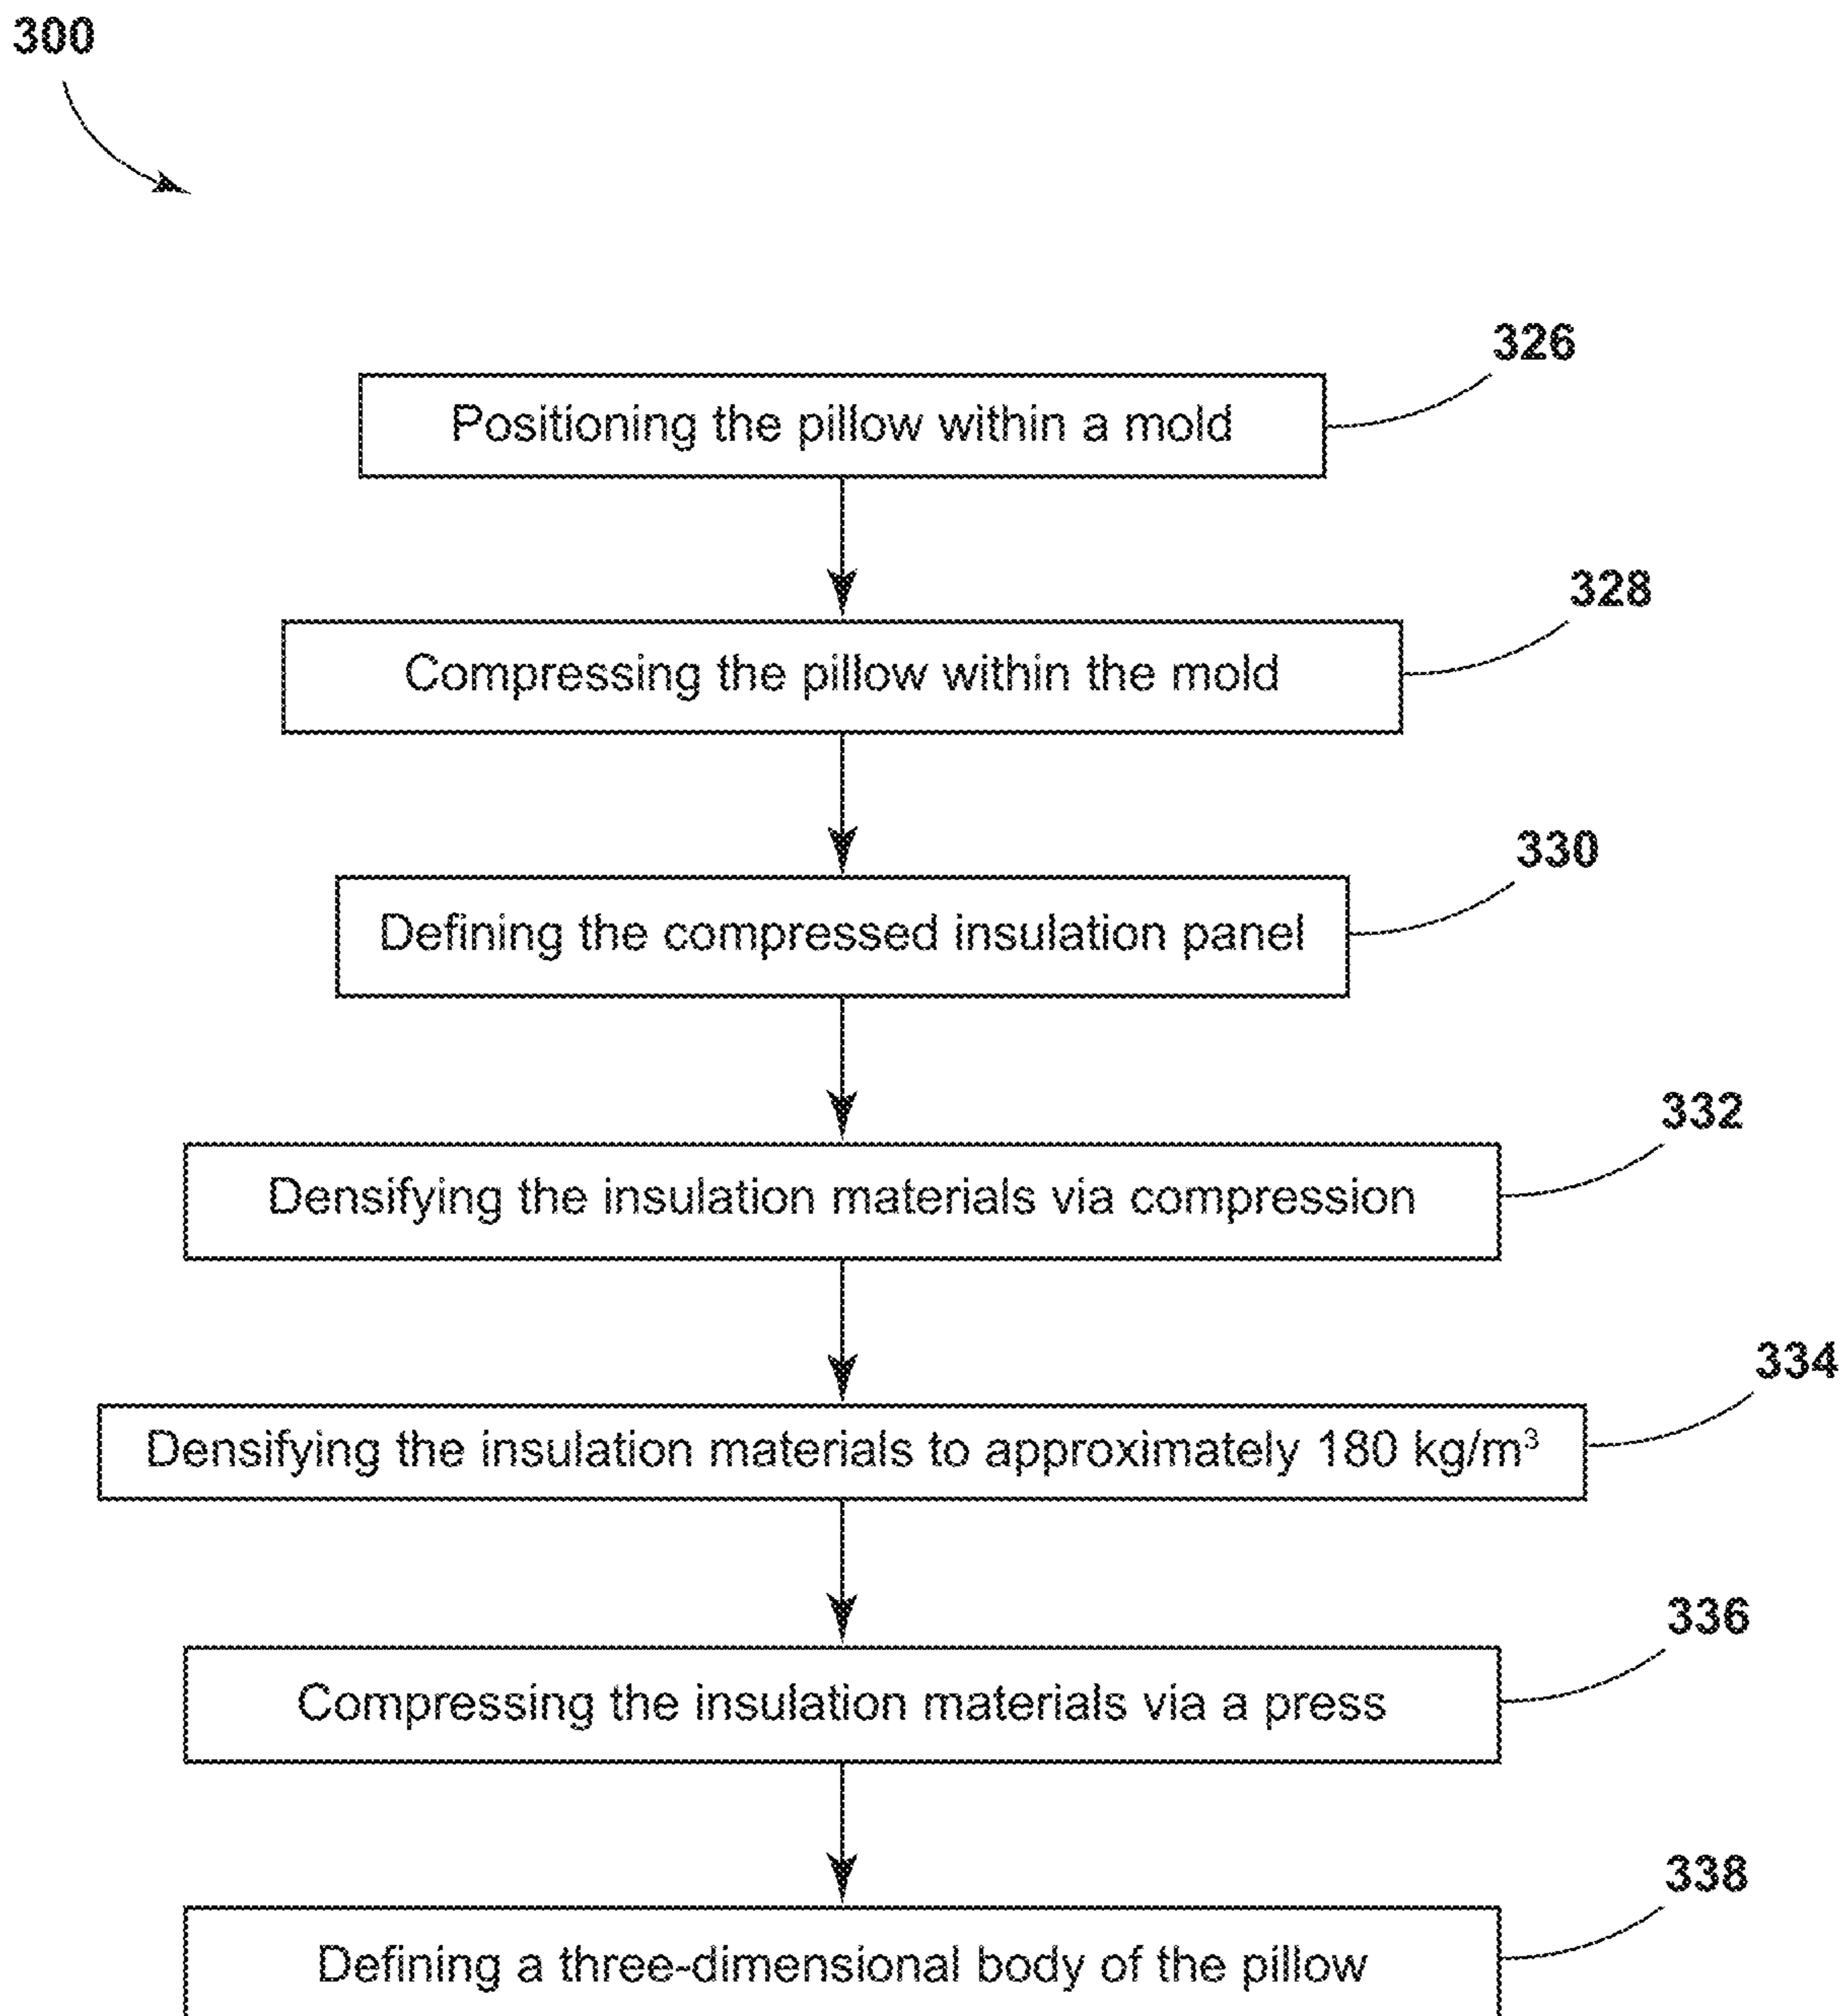 300
326
Positioning the pillow within a mold
328
Compressing the pillow within the mold
330
Defining the compressed insulation panel
332
Densifying the insulation materials via compression
334
Densifying the insulation materials to approximately 180 kg/m³
336
Compressing the insulation materials via a press
338
Defining a three-dimensional body of the pillow